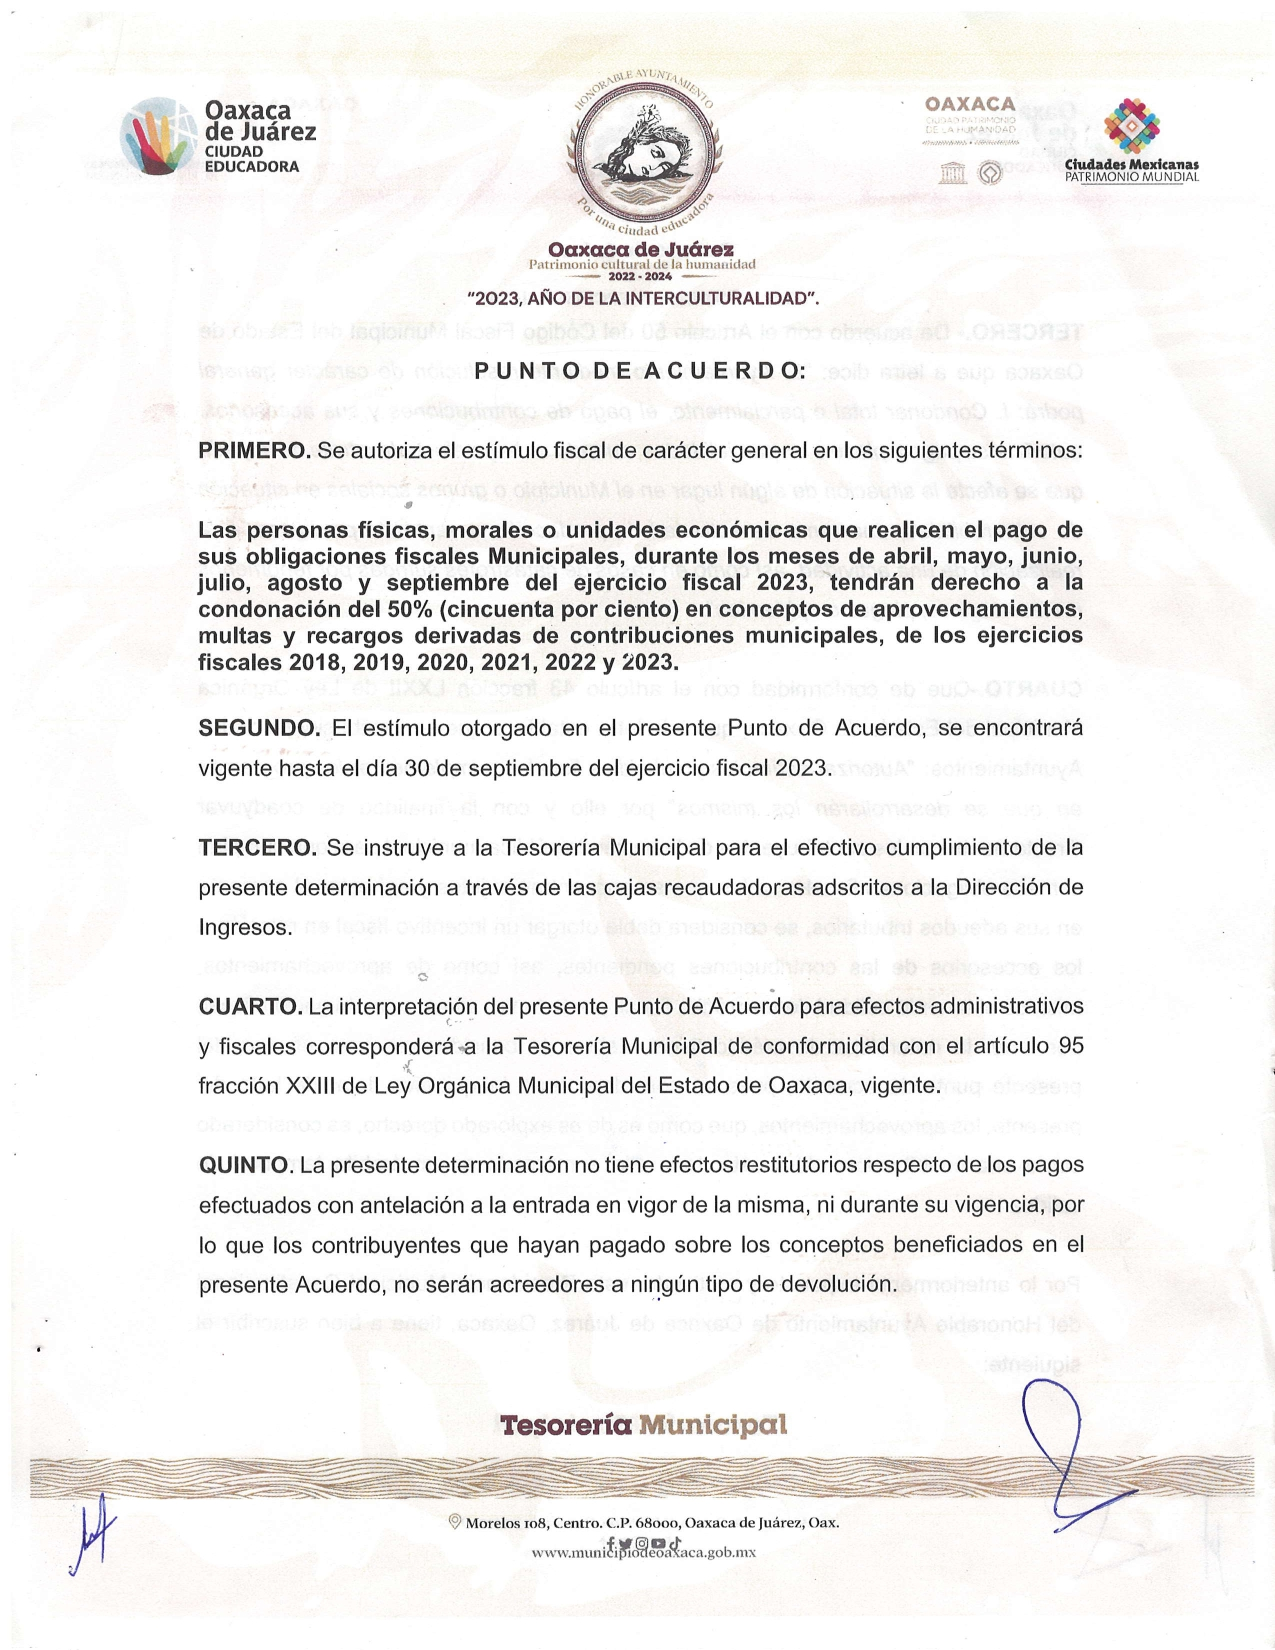 Oaxaca
de Juárez
CIUDAD
EDUCADORA
HONORABLE AYUNTAMIENTO
Por una ciudad educadora
Oaxaca de Juárez
Patrimonio cultural de la humanidad
2022 - 2024
OAXACA
CIUDAD PATRIMONIO
DE LA HUMANIDAD
Ciudades Mexicanas
PATRIMONIO MUNDIAL
"2023, AÑO DE LA INTERCULTURALIDAD".
P U N T O D E A C U E R D O:
PRIMERO. Se autoriza el estímulo fiscal de carácter general en los siguientes términos:
Las personas físicas, morales o unidades económicas que realicen el pago de
sus obligaciones fiscales Municipales, durante los meses de abril, mayo, junio,
julio, agosto y septiembre del ejercicio fiscal 2023, tendrán derecho a la
condonación del 50% (cincuenta por ciento) en conceptos de aprovechamientos,
multas y recargos derivadas de contribuciones municipales, de los ejercicios
fiscales 2018, 2019, 2020, 2021, 2022 y 2023.
SEGUNDO. El estímulo otorgado en el presente Punto de Acuerdo, se encontrará
vigente hasta el día 30 de septiembre del ejercicio fiscal 2023.
TERCERO. Se instruye a la Tesorería Municipal para el efectivo cumplimiento de la
presente determinación a través de las cajas recaudadoras adscritos a la Dirección de
Ingresos.
CUARTO. La interpretación del presente Punto de Acuerdo para efectos administrativos
y fiscales corresponderá a la Tesorería Municipal de conformidad con el artículo 95
fracción XXIII de Ley Orgánica Municipal del Estado de Oaxaca, vigente.
QUINTO. La presente determinación no tiene efectos restitutorios respecto de los pagos
efectuados con antelación a la entrada en vigor de la misma, ni durante su vigencia, por
lo que los contribuyentes que hayan pagado sobre los conceptos beneficiados en el
presente Acuerdo, no serán acreedores a ningún tipo de devolución.
Tesorería Municipal
Morelos 108, Centro. C.P. 68000, Oaxaca de Juárez, Oax.
www.municipiodeoaxaca.gob.mx